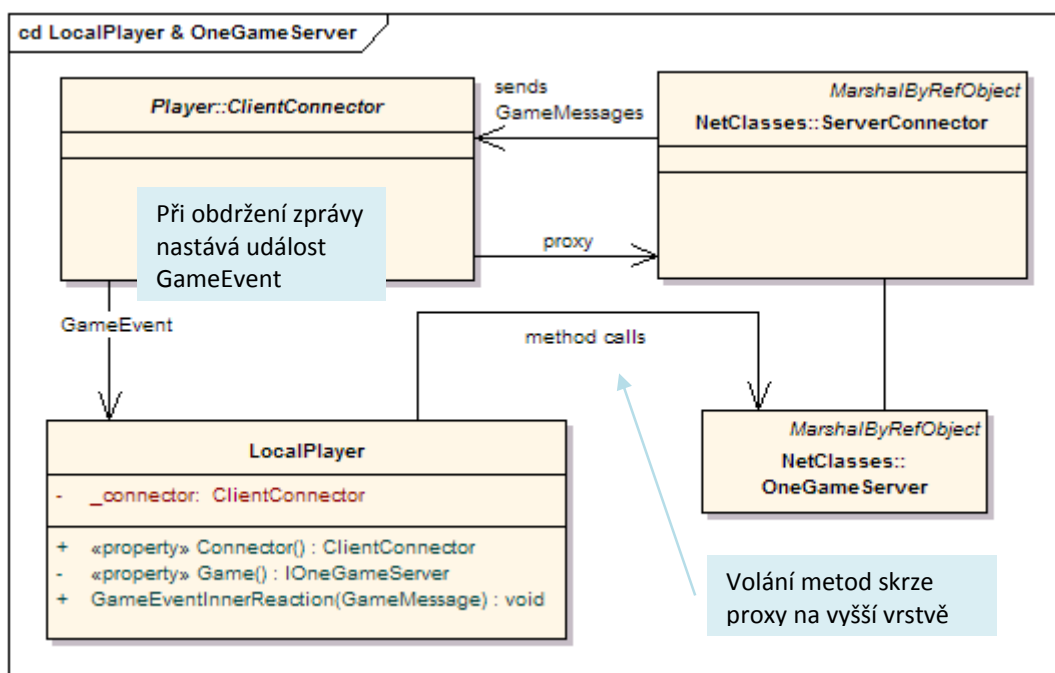 cd LocalPlayer & OneGameServer
Player::ClientConnector
sends
GameMessages
MarshalByRefObject
NetClasses::ServerConnector
Při obdržení zprávy
nastává událost
GameEvent
proxy
GameEvent
method calls
LocalPlayer
- _connector: ClientConnector
+ «property» Connector() : ClientConnector
- «property» Game() : IOneGameServer
+ GameEventInnerReaction(GameMessage) : void
MarshalByRefObject
NetClasses::
OneGameServer
Volání metod skrze
proxy na vyšší vrstvě